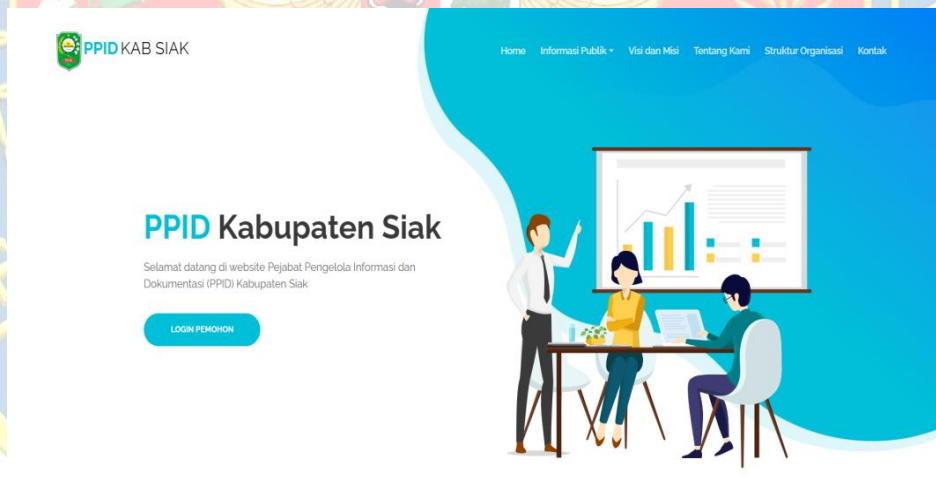 PPID KAB SIAK
Home Informasi Publik Visi dan Misi Tentang Kami Struktur Organisasi Kontak
PPID Kabupaten Siak
Selamat datang di website Pejabat Pengelola Informasi dan
Dokumentasi (PPID) Kabupaten Siak
LOGIN PEMOHON